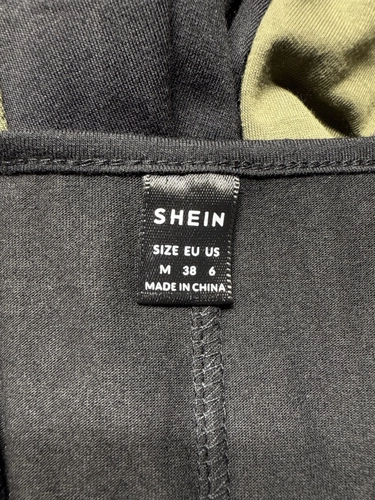 SHEIN
SIZE EU US
M 38 6
MADE IN CHINA